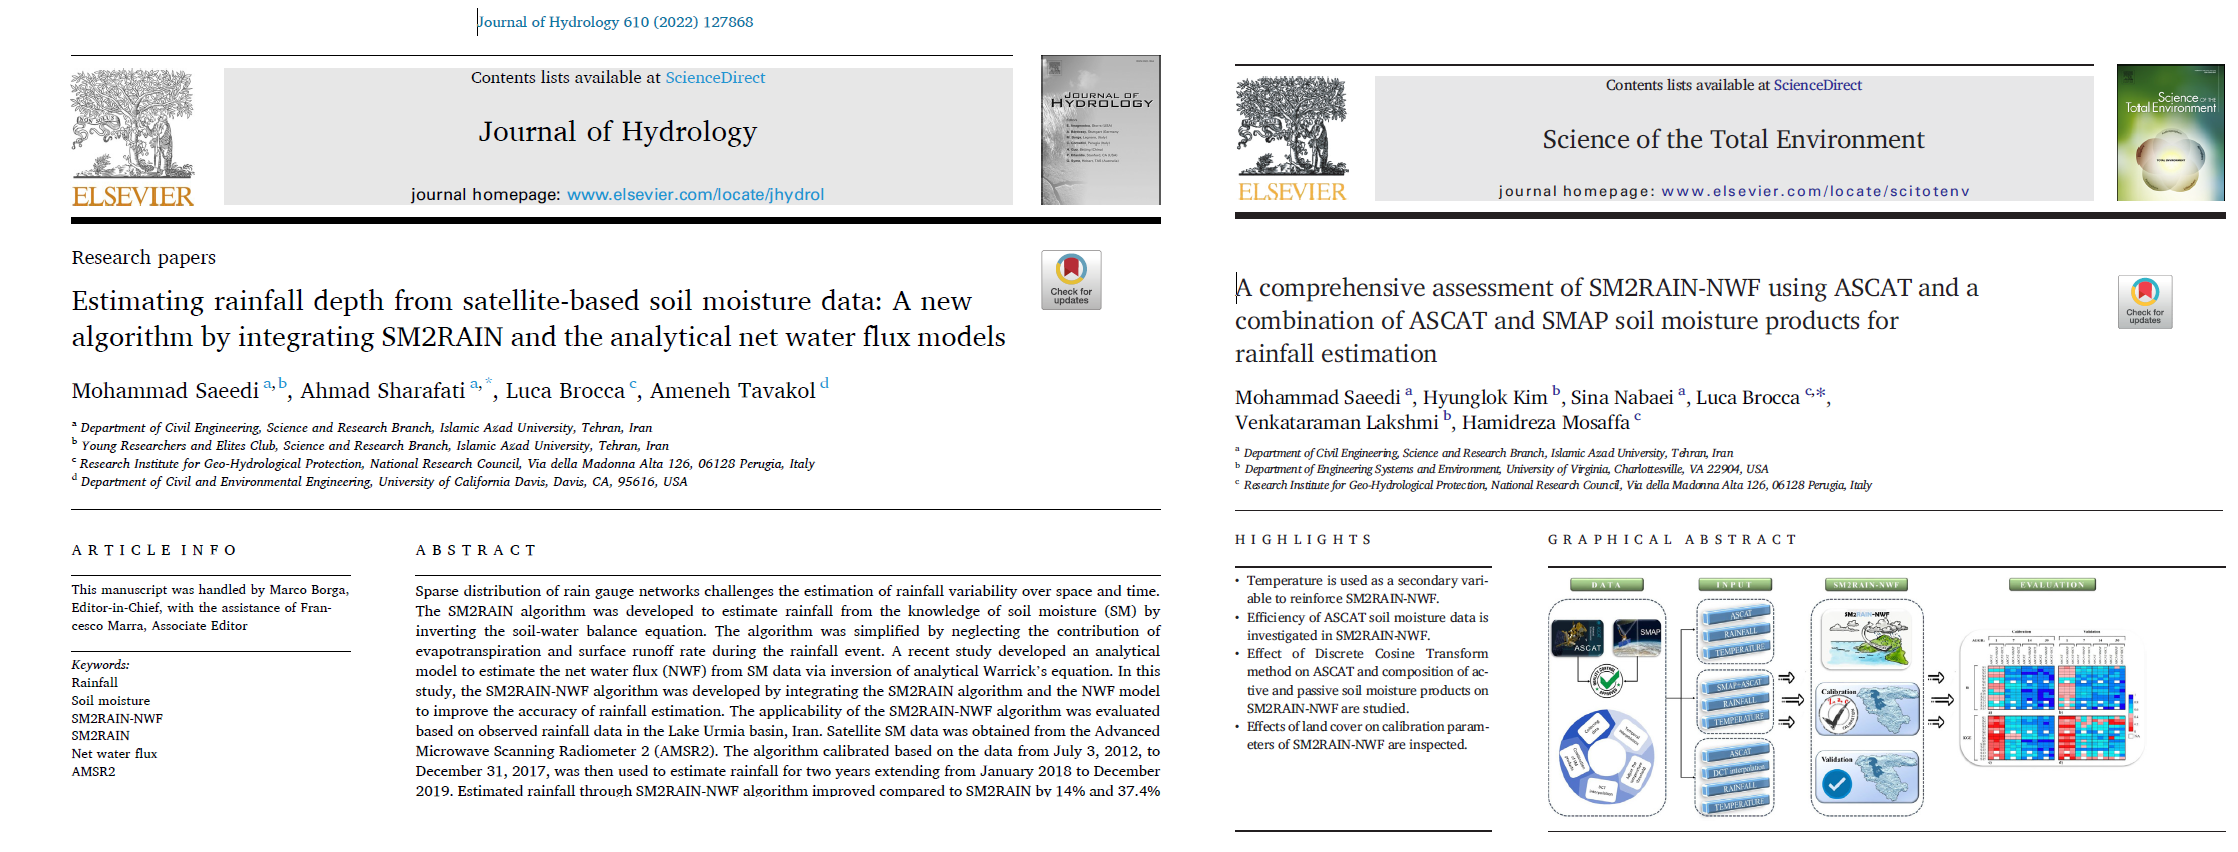 Journal of Hydrology 610 (2022) 127868
Contents lists available at ScienceDirect
Journal of Hydrology
journal homepage: www.elsevier.com/locate/jhydrol
ELSEVIER
JOURNAL OF
HYDROLOGY
Research papers
Check for
updates
Estimating rainfall depth from satellite-based soil moisture data: A new
algorithm by integrating SM2RAIN and the analytical net water flux models
Mohammad Saeedi a,b, Ahmad Sharafati a,*, Luca Brocca c, Ameneh Tavakol d
a Department of Civil Engineering, Science and Research Branch, Islamic Azad University, Tehran, Iran
b Young Researchers and Elites Club, Science and Research Branch, Islamic Azad University, Tehran, Iran
c Research Institute for Geo-Hydrological Protection, National Research Council, Via della Madonna Alta 126, 06128 Perugia, Italy
d Department of Civil and Environmental Engineering, University of California Davis, Davis, CA, 95616, USA
ARTICLE INFO
This manuscript was handled by Marco Borga,
Editor-in-Chief, with the assistance of Fran-
cesco Marra, Associate Editor
Keywords:
Rainfall
Soil moisture
SM2RAIN-NWF
SM2RAIN
Net water flux
AMSR2
ABSTRACT
Sparse distribution of rain gauge networks challenges the estimation of rainfall variability over space and time.
The SM2RAIN algorithm was developed to estimate rainfall from the knowledge of soil moisture (SM) by
inverting the soil-water balance equation. The algorithm was simplified by neglecting the contribution of
evapotranspiration and surface runoff rate during the rainfall event. A recent study developed an analytical
model to estimate the net water flux (NWF) from SM data via inversion of analytical Warrick's equation. In this
study, the SM2RAIN-NWF algorithm was developed by integrating the SM2RAIN algorithm and the NWF model
to improve the accuracy of rainfall estimation. The applicability of the SM2RAIN-NWF algorithm was evaluated
based on observed rainfall data in the Lake Urmia basin, Iran. Satellite SM data was obtained from the Advanced
Microwave Scanning Radiometer 2 (AMSR2). The algorithm calibrated based on the data from July 3, 2012, to
December 31, 2017, was then used to estimate rainfall for two years extending from January 2018 to December
2019. Estimated rainfall through SM2RAIN-NWF algorithm improved compared to SM2RAIN by 14% and 37.4%
Contents lists available at ScienceDirect
Science of the Total Environment
journal homepage: www.elsevier.com/locate/scitotenv
ELSEVIER
Science OF THE
Total Environment
A comprehensive assessment of SM2RAIN-NWF using ASCAT and a
combination of ASCAT and SMAP soil moisture products for
rainfall estimation
Check for
updates
Mohammad Saeedi a, Hyunglok Kim b, Sina Nabaei a, Luca Brocca c,*,
Venkataraman Lakshmi b, Hamidreza Mosaffa c
a Department of Civil Engineering, Science and Research Branch, Islamic Azad University, Tehran, Iran
b Department of Engineering Systems and Environment, University of Virginia, Charlottesville, VA 22904, USA
c Research Institute for Geo-Hydrological Protection, National Research Council, Via della Madonna Alta 126, 06128 Perugia, Italy
HIGHLIGHTS
• Temperature is used as a secondary vari-
able to reinforce SM2RAIN-NWF.
• Efficiency of ASCAT soil moisture data is
investigated in SM2RAIN-NWF.
• Effect of Discrete Cosine Transform
method on ASCAT and composition of ac-
tive and passive soil moisture products on
SM2RAIN-NWF are studied.
• Effects of land cover on calibration param-
eters of SM2RAIN-NWF are inspected.
GRAPHICAL ABSTRACT
DATA
INPUT
SM2RAIN-NWF
EVALUATION
ASCAT
SMAP
ASCAT
RAINFALL
TEMPERATURE
SMAP+ASCAT
RAINFALL
TEMPERATURE
ASCAT
DCT interpolation
RAINFALL
TEMPERATURE
SM2RAIN-NWF
Calibration
Validation
Calibration
Validation